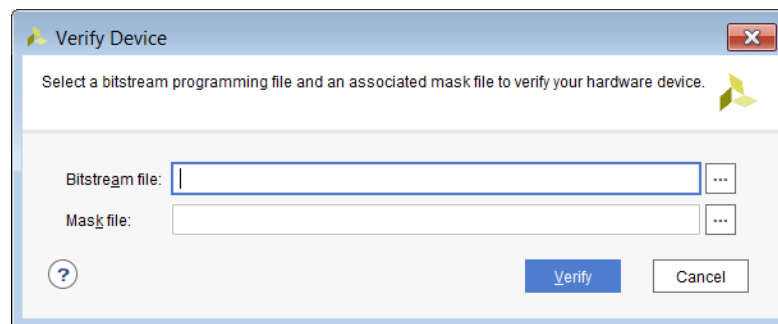 Verify Device
Select a bitstream programming file and an associated mask file to verify your hardware device.
Bitstream file:
...
Mask file:
...
?
Verify
Cancel